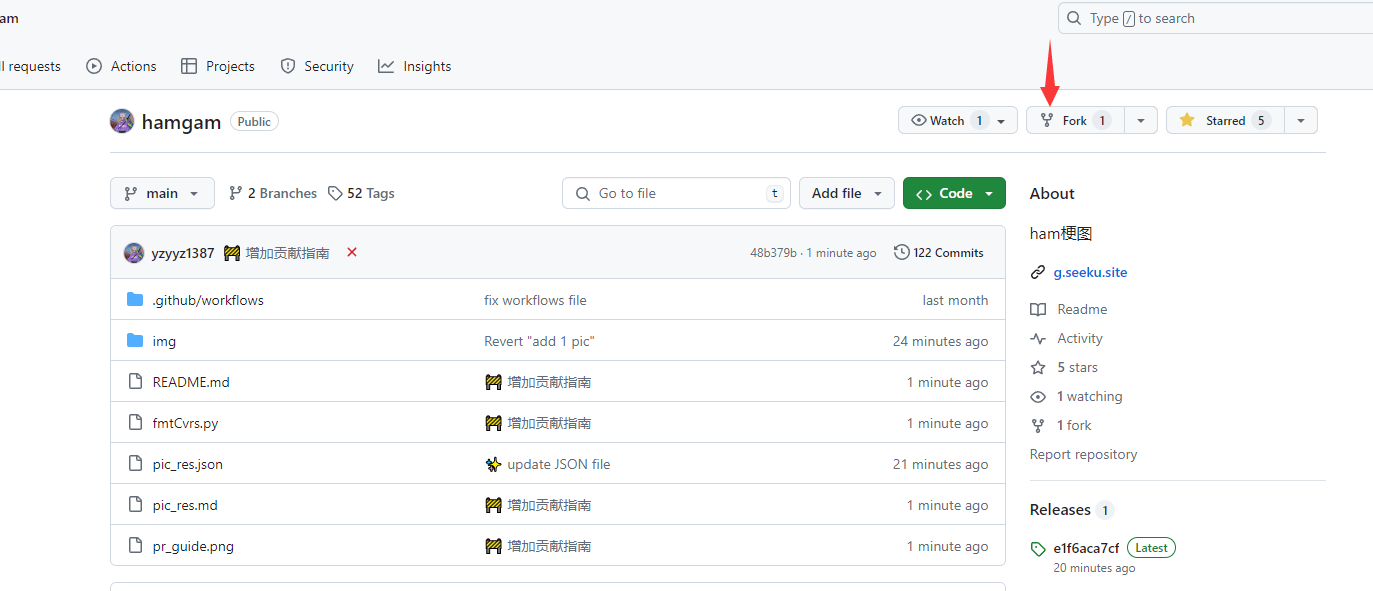 am
Type / to search
ll requests Actions Projects Security Insights
hamgam Public
Watch 1 Fork 1 Starred 5
main 2 Branches 52 Tags Go to file t Add file Code
yzyyz1387 增加贡献指南 48b379b · 1 minute ago 122 Commits
.github/workflows fix workflows file last month
img Revert "add 1 pic" 24 minutes ago
README.md 增加贡献指南 1 minute ago
fmtCvrs.py 增加贡献指南 1 minute ago
pic_res.json update JSON file 21 minutes ago
pic_res.md 增加贡献指南 1 minute ago
pr_guide.png 增加贡献指南 1 minute ago
About
ham梗图
g.seeku.site
Readme
Activity
5 stars
1 watching
1 fork
Report repository
Releases 1
e1f6aca7cf Latest
20 minutes ago